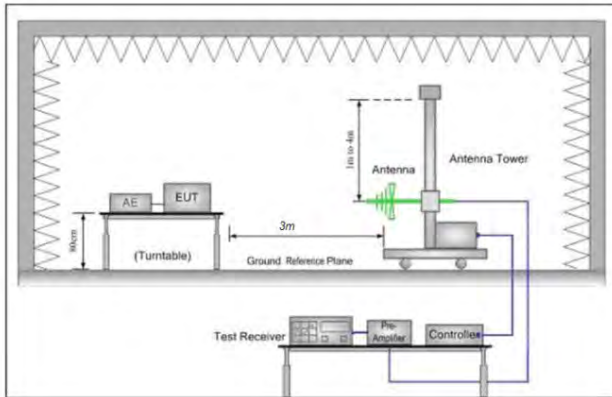 1m to 4m
Antenna
Antenna Tower
AE
EUT
80cm
(Turntable)
3m
Ground Reference Plane
Test Receiver
Pre-
Amplifier
Controller